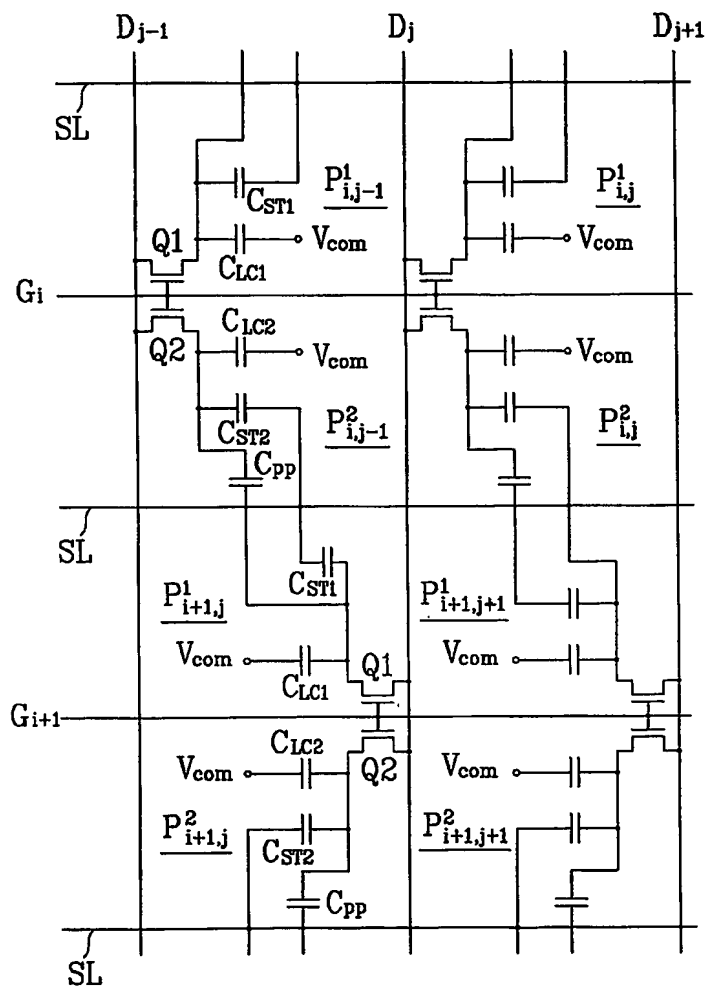 Dj-1 Dj Dj+1
SL
CST1 P¹i,j-1 P¹i,j
Q1 CLC1 Vcom Vcom
Gi
Q2 CLC2 Vcom Vcom
CST2 P²i,j-1 P²i,j
Cpp
SL
CST1
P¹i+1,j P¹i+1,j+1
Vcom CLC1 Q1 Vcom
Gi+1
CLC2
Vcom Q2 Vcom
P²i+1,j CST2 P²i+1,j+1
Cpp
SL